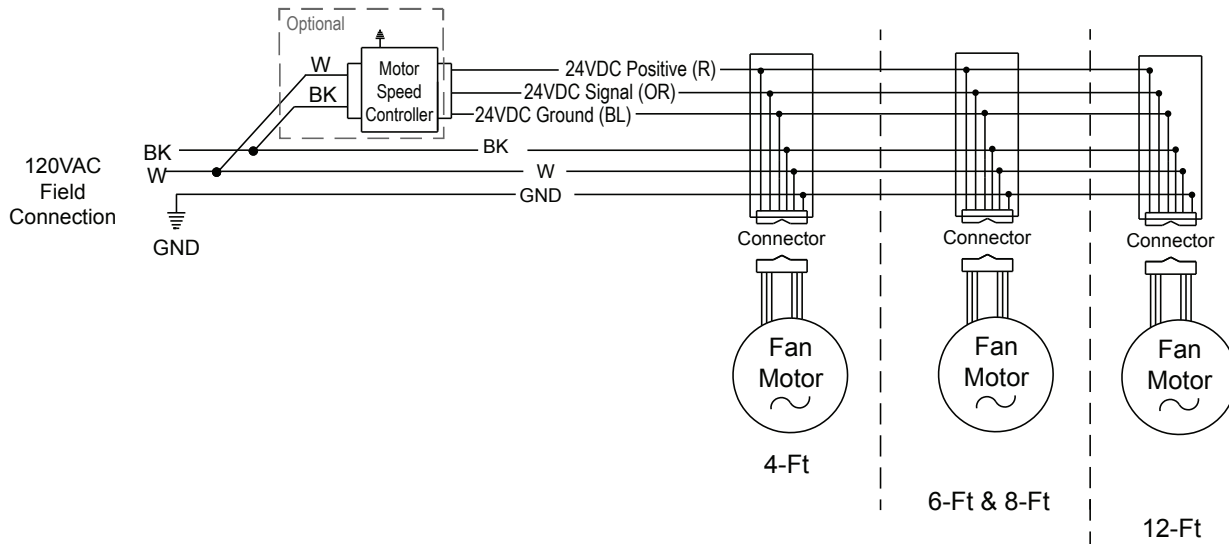 Optional
W
BK
Motor
Speed
Controller
24VDC Positive (R)
24VDC Signal (OR)
24VDC Ground (BL)
120VAC
Field
Connection
BK
W
BK
W
GND
GND
Connector
Connector
Connector
Fan
Motor
Fan
Motor
Fan
Motor
4-Ft
6-Ft & 8-Ft
12-Ft